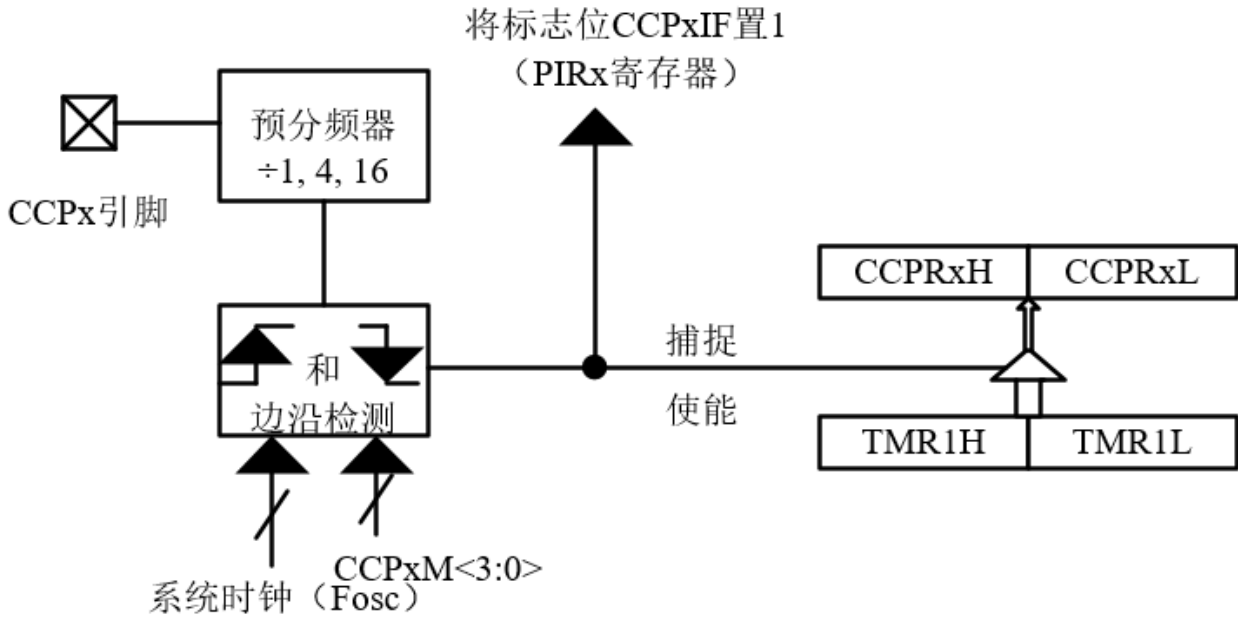 将标志位CCPxIF置1
（PIRx寄存器）
预分频器
÷1, 4, 16
CCPx引脚
CCPRxH
CCPRxL
捕捉
和
边沿检测
使能
TMR1H
TMR1L
CCPxM<3:0>
系统时钟（Fosc）